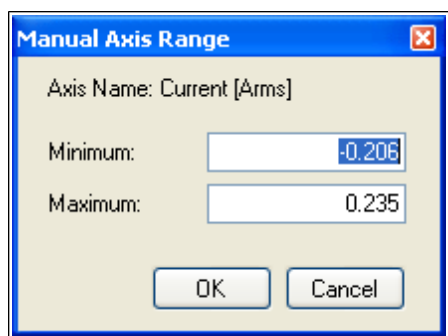 Manual Axis Range
Axis Name: Current [Arms]
Minimum: -0.206
Maximum: 0.235
OK Cancel